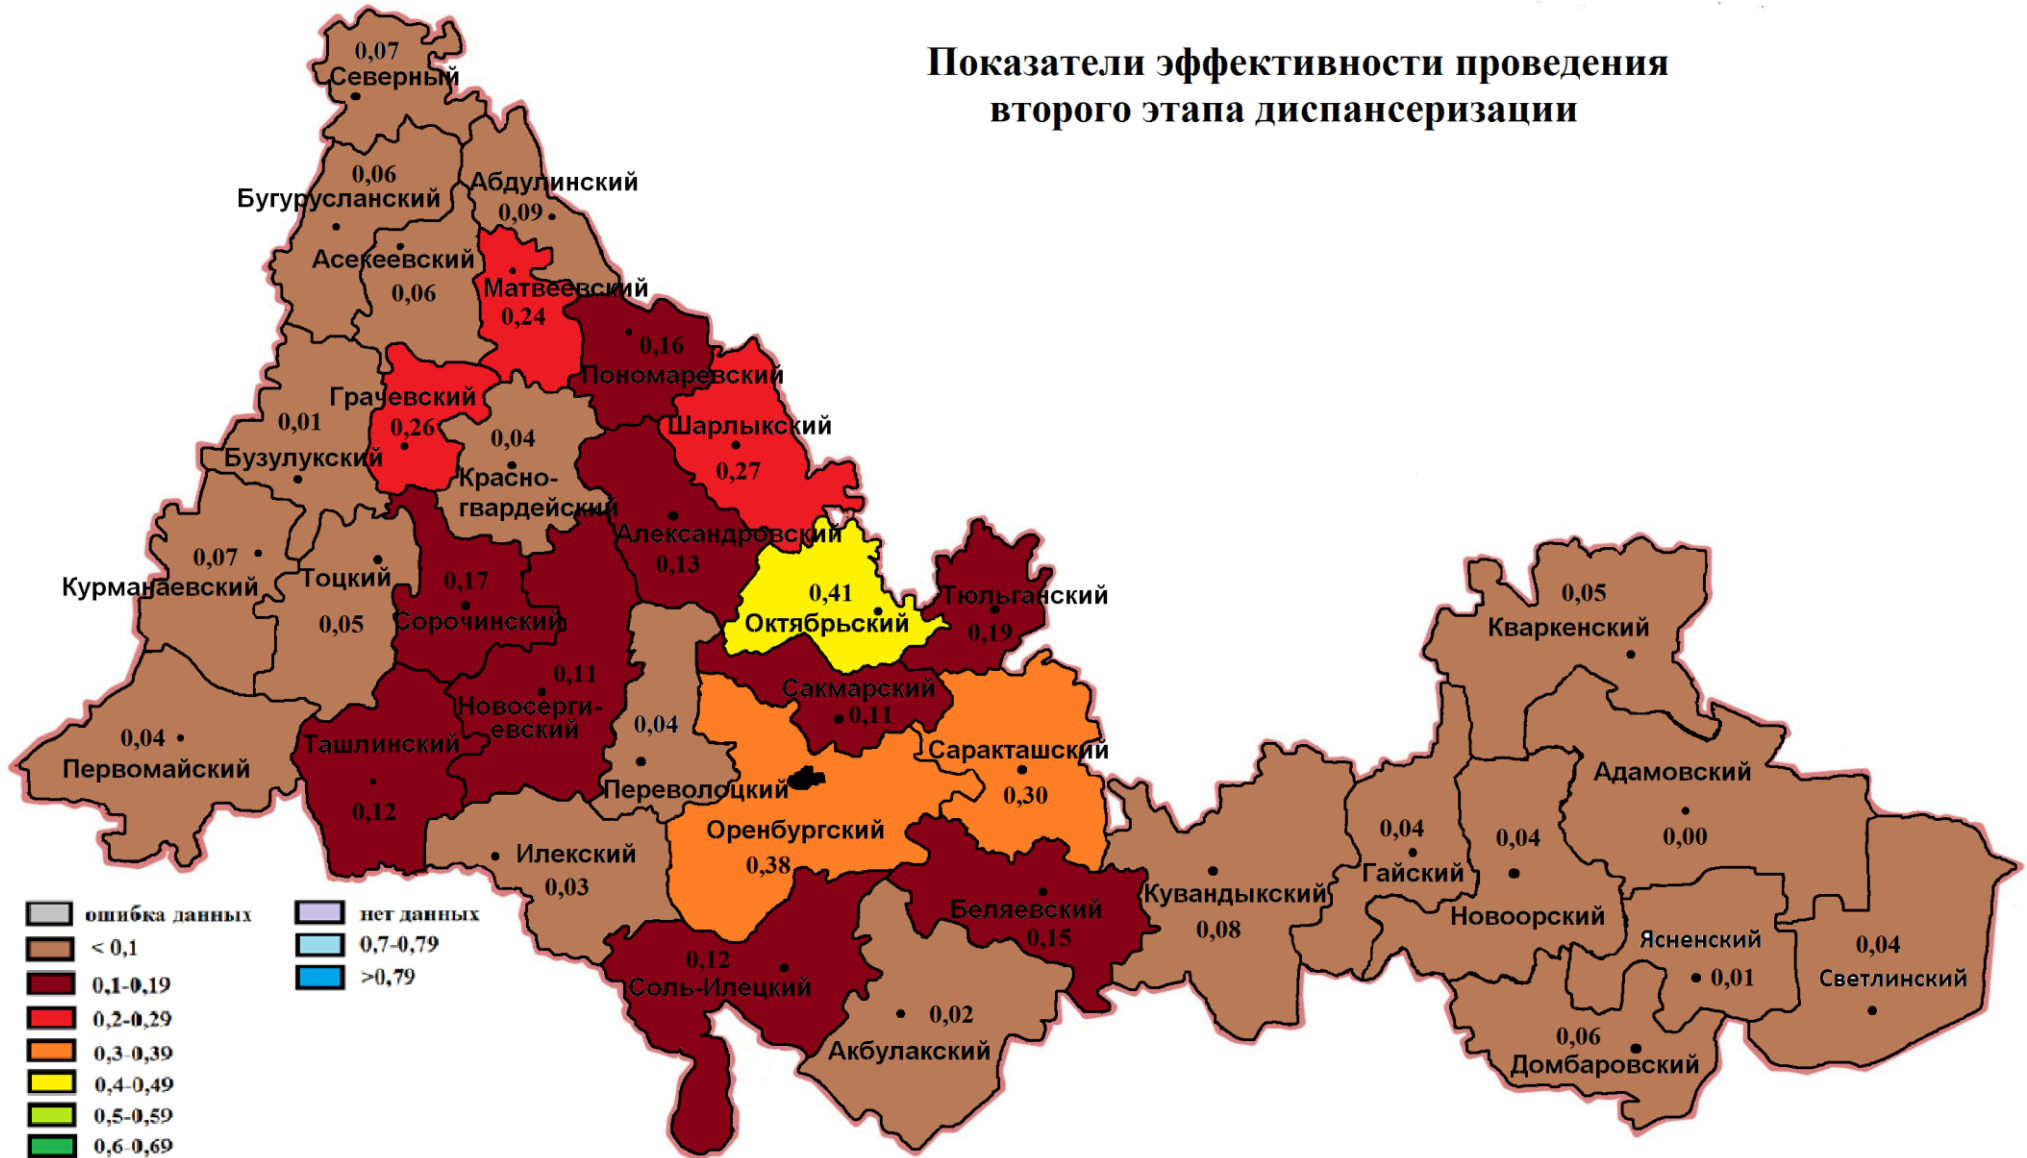 Показатели эффективности проведения
второго этапа диспансеризации
0,07
Северный
0,06
Бугурусланский
Абдулинский
0,09
Асекеевский
0,06
Матвеевский
0,24
0,16
Пономаревский
Грачевский
0,26
0,01
Бузулукский
0,04
Красно-
гвардейский
Шарлыкский
0,27
Александровский
0,13
0,07
Курманаевский
Тоцкий
0,05
0,17
Сорочинский
0,41
Октябрьский
Тюльганский
0,19
0,05
Кваркенский
0,11
Новосерги-
евский
Сакмарский
0,11
0,04
Первомайский
Ташлинский
0,12
0,04
Переволоцкий
Саракташский
0,30
Оренбургский
0,38
Адамовский
0,00
Илекский
0,03
0,04
Гайский
0,04
Новоорский
Кувандыкский
0,08
Беляевский
0,15
Ясненский
0,01
0,04
Светлинский
0,12
Соль-Илецкий
0,02
Акбулакский
0,06
Домбаровский
ошибка данных
< 0,1
0,1-0,19
0,2-0,29
0,3-0,39
0,4-0,49
0,5-0,59
0,6-0,69
нет данных
0,7-0,79
>0,79